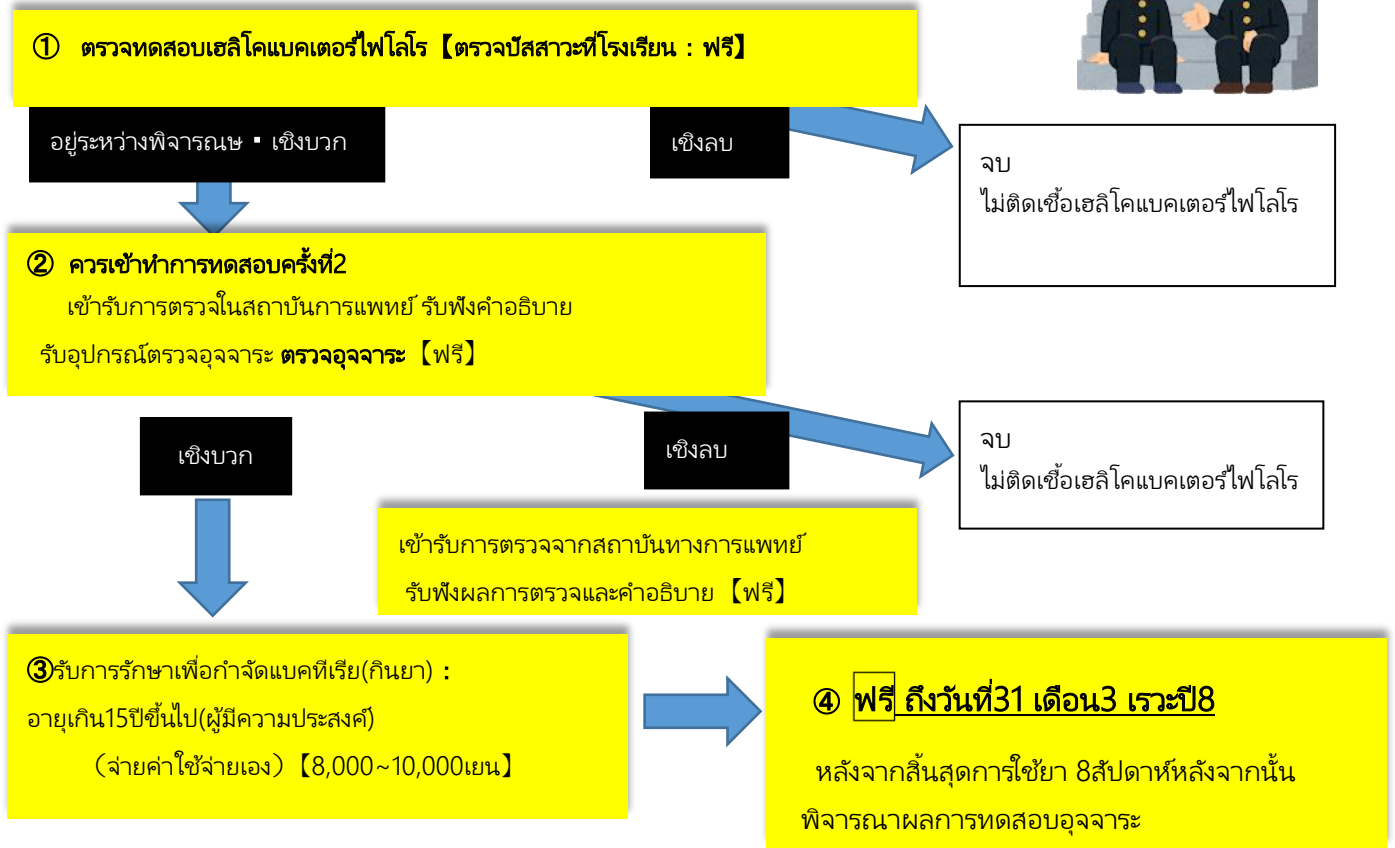 ① ตรวจทดสอบเฮลิโคแบคเตอร์ไฟโลโร【ตรวจปัสสาวะที่โรงเรียน : ฟรี】
อยู่ระหว่างพิจารณษ ▪ เชิงบวก
เชิงลบ
จบ
ไม่ติดเชื้อเฮลิโคแบคเตอร์ไฟโลโร
② ควรเข้าทำการทดสอบครั้งที่2
เข้ารับการตรวจในสถาบันการแพทย์ รับฟังคำอธิบาย
รับอุปกรณ์ตรวจอุจจาระ ตรวจอุจจาระ【ฟรี】
เชิงบวก
เชิงลบ
จบ
ไม่ติดเชื้อเฮลิโคแบคเตอร์ไฟโลโร
เข้ารับการตรวจจากสถาบันทางการแพทย์
รับฟังผลการตรวจและคำอธิบาย【ฟรี】
③รับการรักษาเพื่อกำจัดแบคทีเรีย(กินยา) :
อายุเกิน15ปีขึ้นไป(ผู้มีความประสงค์)
（จ่ายค่าใช้จ่ายเอง）【8,000~10,000เยน】
④ ฟรี ถึงวันที่31 เดือน3 เรวะปี8
หลังจากสิ้นสุดการใช้ยา 8สัปดาห์หลังจากนั้น
พิจารณาผลการทดสอบอุจจาระ